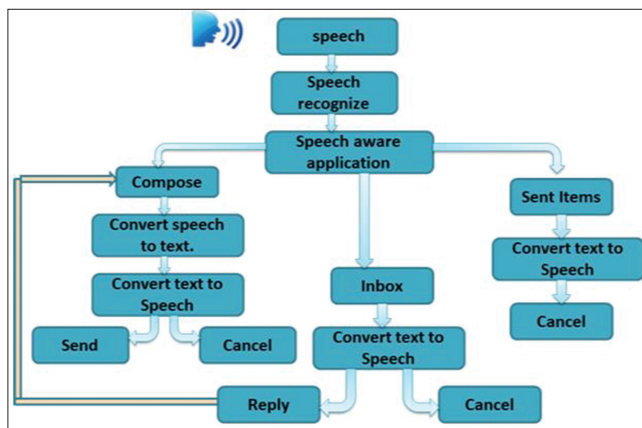 speech
Speech
recognize
Speech aware
application
Compose
Convert speech
to text.
Convert text to
Speech
Send
Cancel
Inbox
Convert text to
Speech
Reply
Cancel
Sent Items
Convert text to
Speech
Cancel